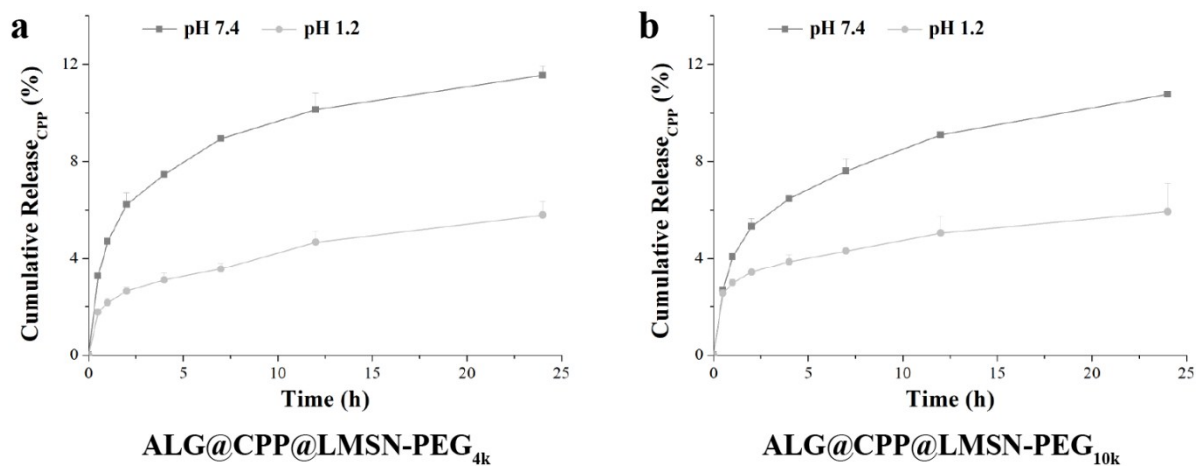 a
pH 7.4 pH 1.2
Cumulative Release_CPP (%)
12
8
4
0
0 5 10 15 20 25
Time (h)
ALG@CPP@LMSN-PEG_4k
b
pH 7.4 pH 1.2
Cumulative Release_CPP (%)
12
8
4
0
0 5 10 15 20 25
Time (h)
ALG@CPP@LMSN-PEG_10k